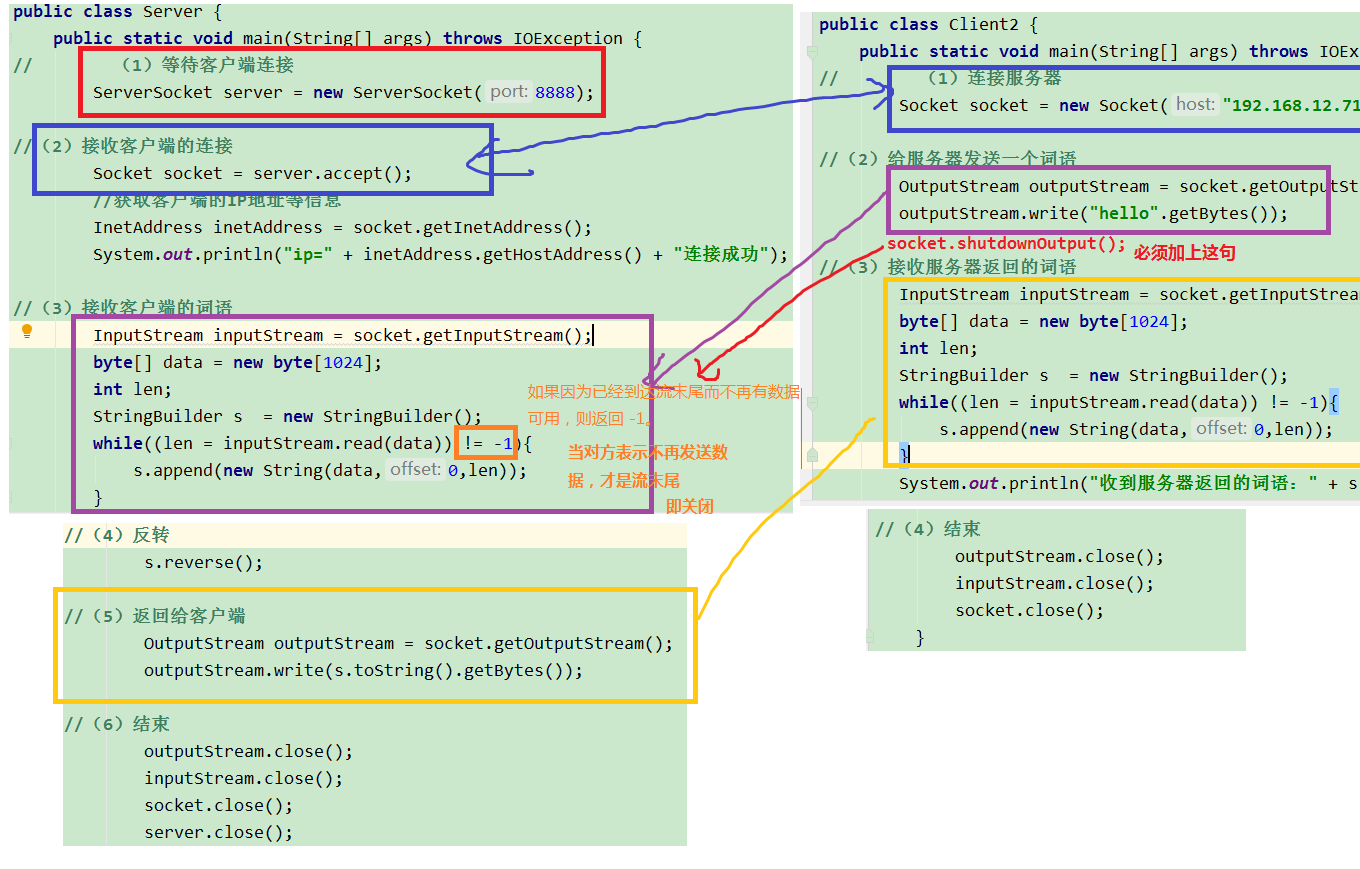 public class Server {
public static void main(String[] args) throws IOException {
// （1）等待客户端连接
ServerSocket server = new ServerSocket( port: 8888);
//（2）接收客户端的连接
Socket socket = server.accept();
//获取客户端的IP地址等信息
InetAddress inetAddress = socket.getInetAddress();
System.out.println("ip=" + inetAddress.getHostAddress() + "连接成功");
//（3）接收客户端的词语
InputStream inputStream = socket.getInputStream();
byte[] data = new byte[1024];
int len;
StringBuilder s = new StringBuilder();
while((len = inputStream.read(data)) != -1){
s.append(new String(data, offset: 0,len));
}
如果因为已经到达流末尾而不再有数据
可用，则返回 -1。
当对方表示不再发送数
据，才是流末尾
即关闭
//（4）反转
s.reverse();
//（5）返回给客户端
OutputStream outputStream = socket.getOutputStream();
outputStream.write(s.toString().getBytes());
//（6）结束
outputStream.close();
inputStream.close();
socket.close();
server.close();
public class Client2 {
public static void main(String[] args) throws IOEx
// （1）连接服务器
Socket socket = new Socket( host: "192.168.12.71
//（2）给服务器发送一个词语
OutputStream outputStream = socket.getOutputSt
outputStream.write("hello".getBytes());
socket.shutdownOutput(); 必须加上这句
//（3）接收服务器返回的词语
InputStream inputStream = socket.getInputStrea
byte[] data = new byte[1024];
int len;
StringBuilder s = new StringBuilder();
while((len = inputStream.read(data)) != -1){
s.append(new String(data, offset: 0,len));
}
System.out.println("收到服务器返回的词语：" + s
//（4）结束
outputStream.close();
inputStream.close();
socket.close();
}